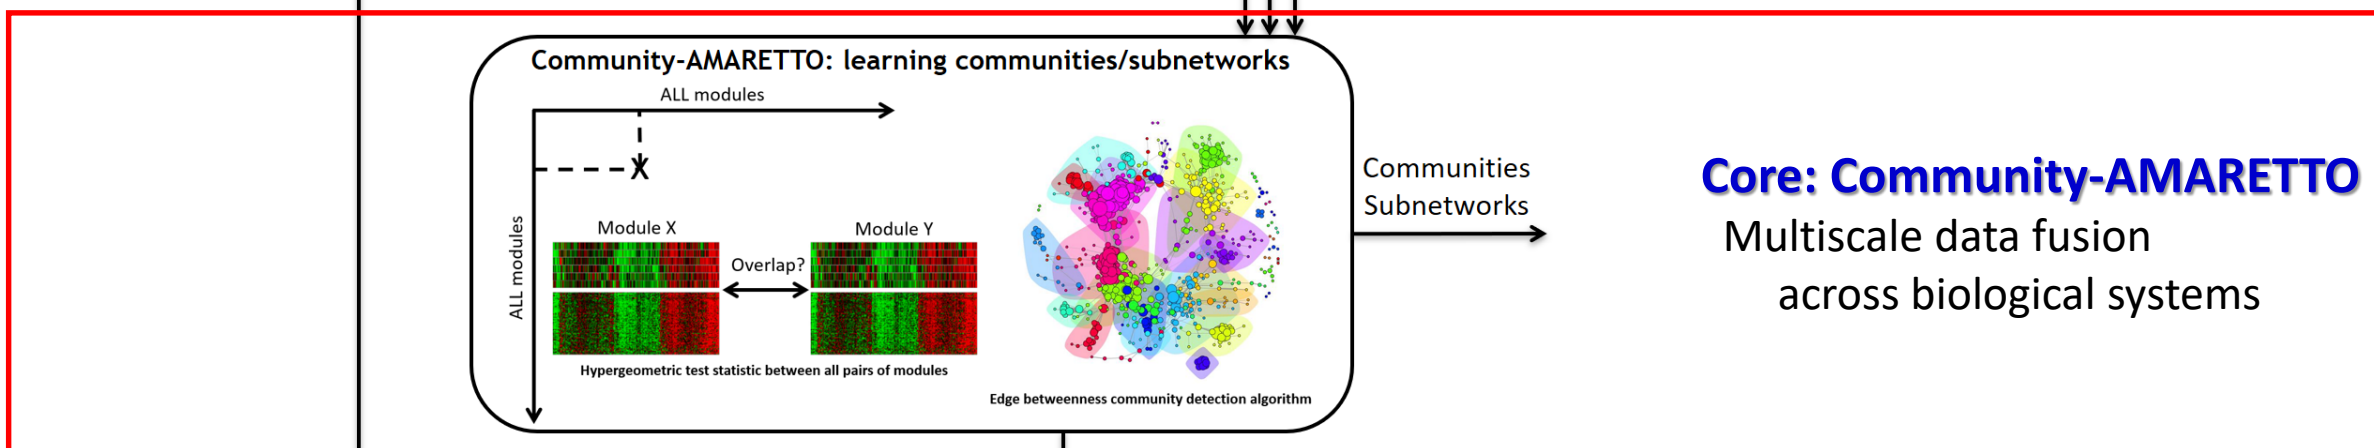 Community-AMARETTO: learning communities/subnetworks
ALL modules
X
ALL modules
Module X
Module Y
Overlap?
Hypergeometric test statistic between all pairs of modules
Edge betweenness community detection algorithm
Communities
Subnetworks
Core: Community-AMARETTO
Multiscale data fusion
across biological systems